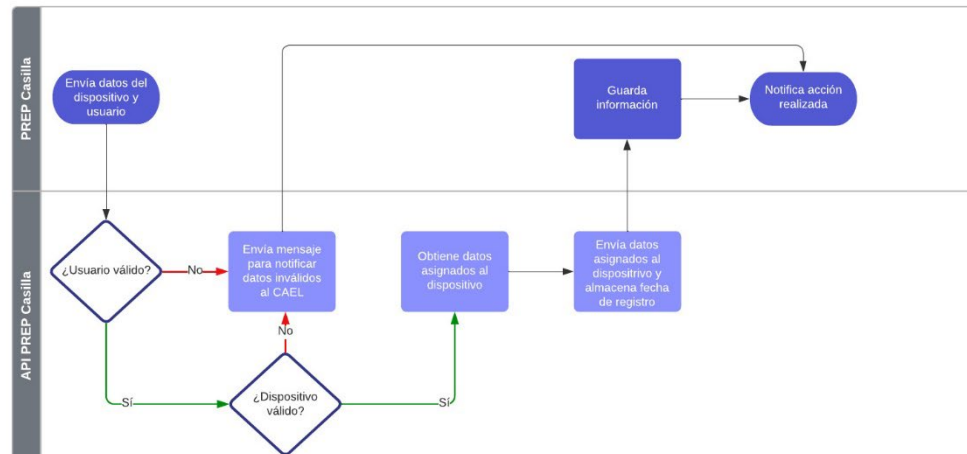 PREP Casilla
Envía datos del
dispositivo y
usuario
Guarda
información
Notifica acción
realizada
API PREP Casilla
¿Usuario válido?
No
Envía mensaje
para notificar
datos inválidos
al CAEL
Obtiene datos
asignados al
dispositivo
Envía datos
asignados al
dispositrivo y
almacena fecha
de registro
No
Sí
¿Dispositivo
válido?
Sí